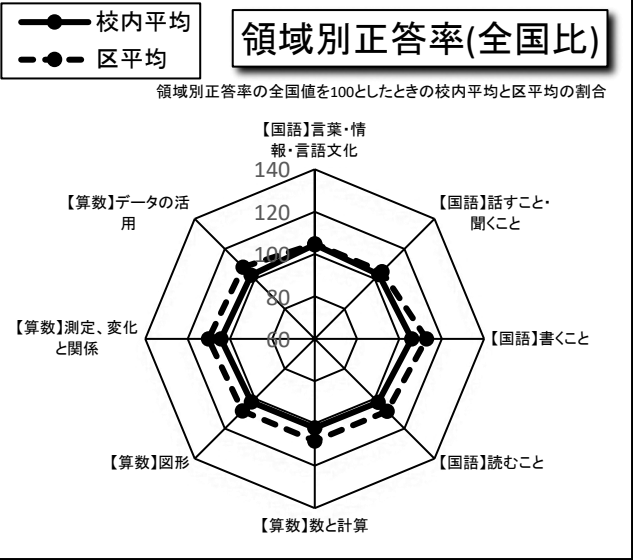 校内平均
区平均
領域別正答率(全国比)
領域別正答率の全国値を100としたときの校内平均と区平均の割合
【国語】言葉・情
報・言語文化
140
120
100
80
60
【国語】話すこと・
聞くこと
【国語】書くこと
【国語】読むこと
【算数】数と計算
【算数】図形
【算数】測定、変化
と関係
【算数】データの活
用